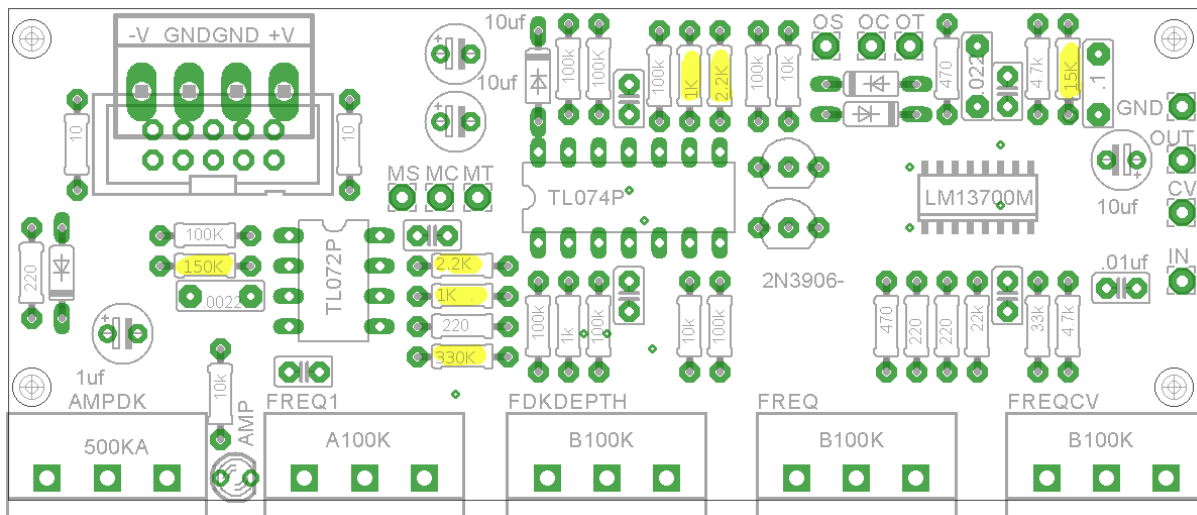 -V GNDGND +V
10uf
10uf
100k
100K
100k
1K
2.2K
100k
10k
OS OC OT
470
.022
4.7k
15K
.1
GND
OUT
CV
IN
10
10
MS MC MT
TL074P
LM13700M
10uf
2N3906-
100K
150K
.0022
TL072P
2.2K
1K
220
330K
220
1uf
10k
100k
1k
100k
10k
100k
470
220
220
22k
33k
4.7k
.01uf
AMPDK
AMP
FREQ1
FDKDEPTH
FREQ
FREQCV
500KA
A100K
B100K
B100K
B100K